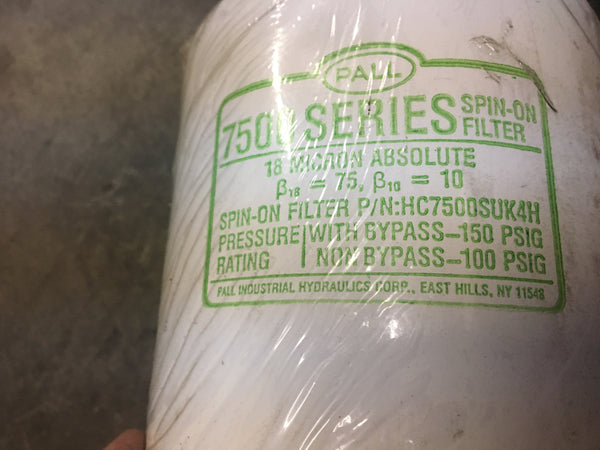 PALL
7500 SERIES SPIN-ON FILTER
18 MICRON ABSOLUTE
β₁₈ = 75, β₁₀ = 10
SPIN-ON FILTER P/N:HC7500SUK4H
PRESSURE RATING
WITH BYPASS–150 PSIG
NON BYPASS–100 PSIG
PALL INDUSTRIAL HYDRAULICS CORP., EAST HILLS, NY 11548